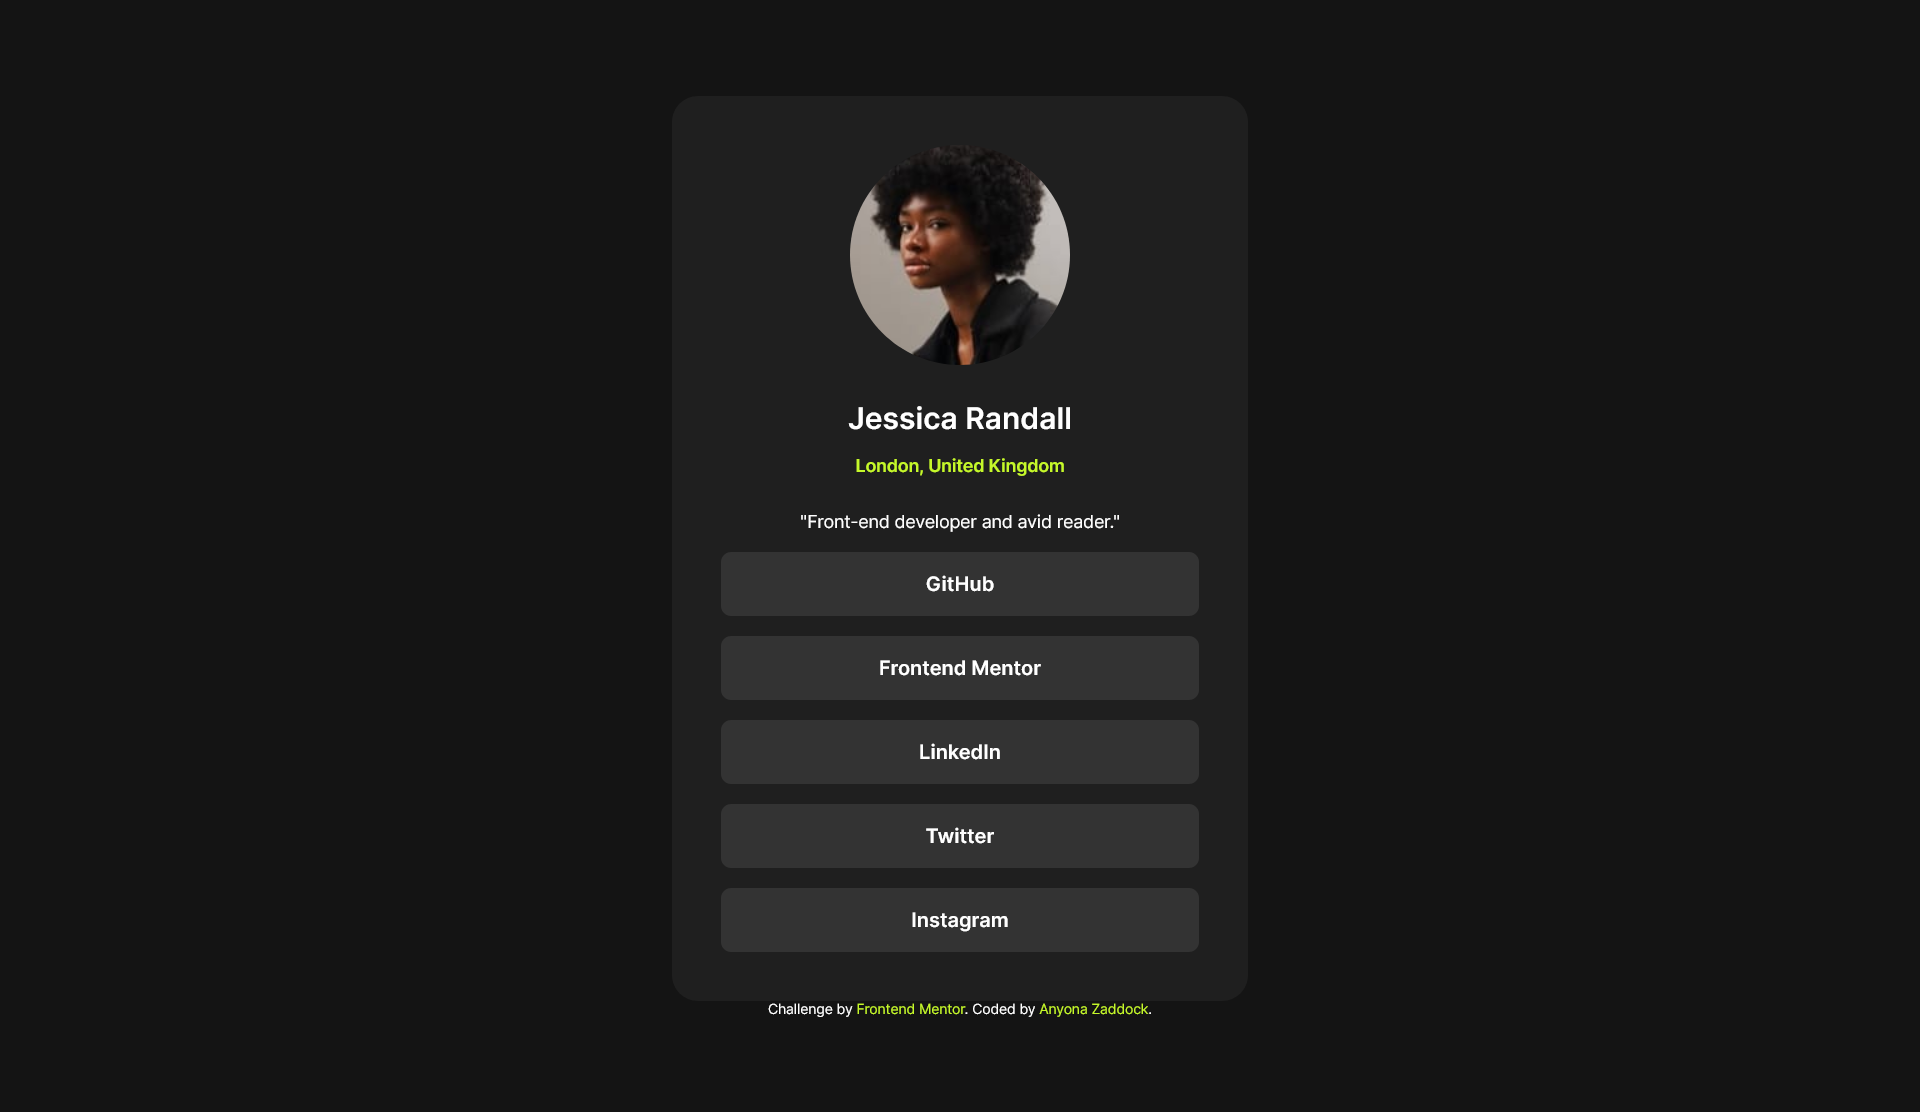 Jessica Randall
London, United Kingdom
"Front-end developer and avid reader."
GitHub
Frontend Mentor
LinkedIn
Twitter
Instagram
Challenge by Frontend Mentor. Coded by Anyona Zaddock.